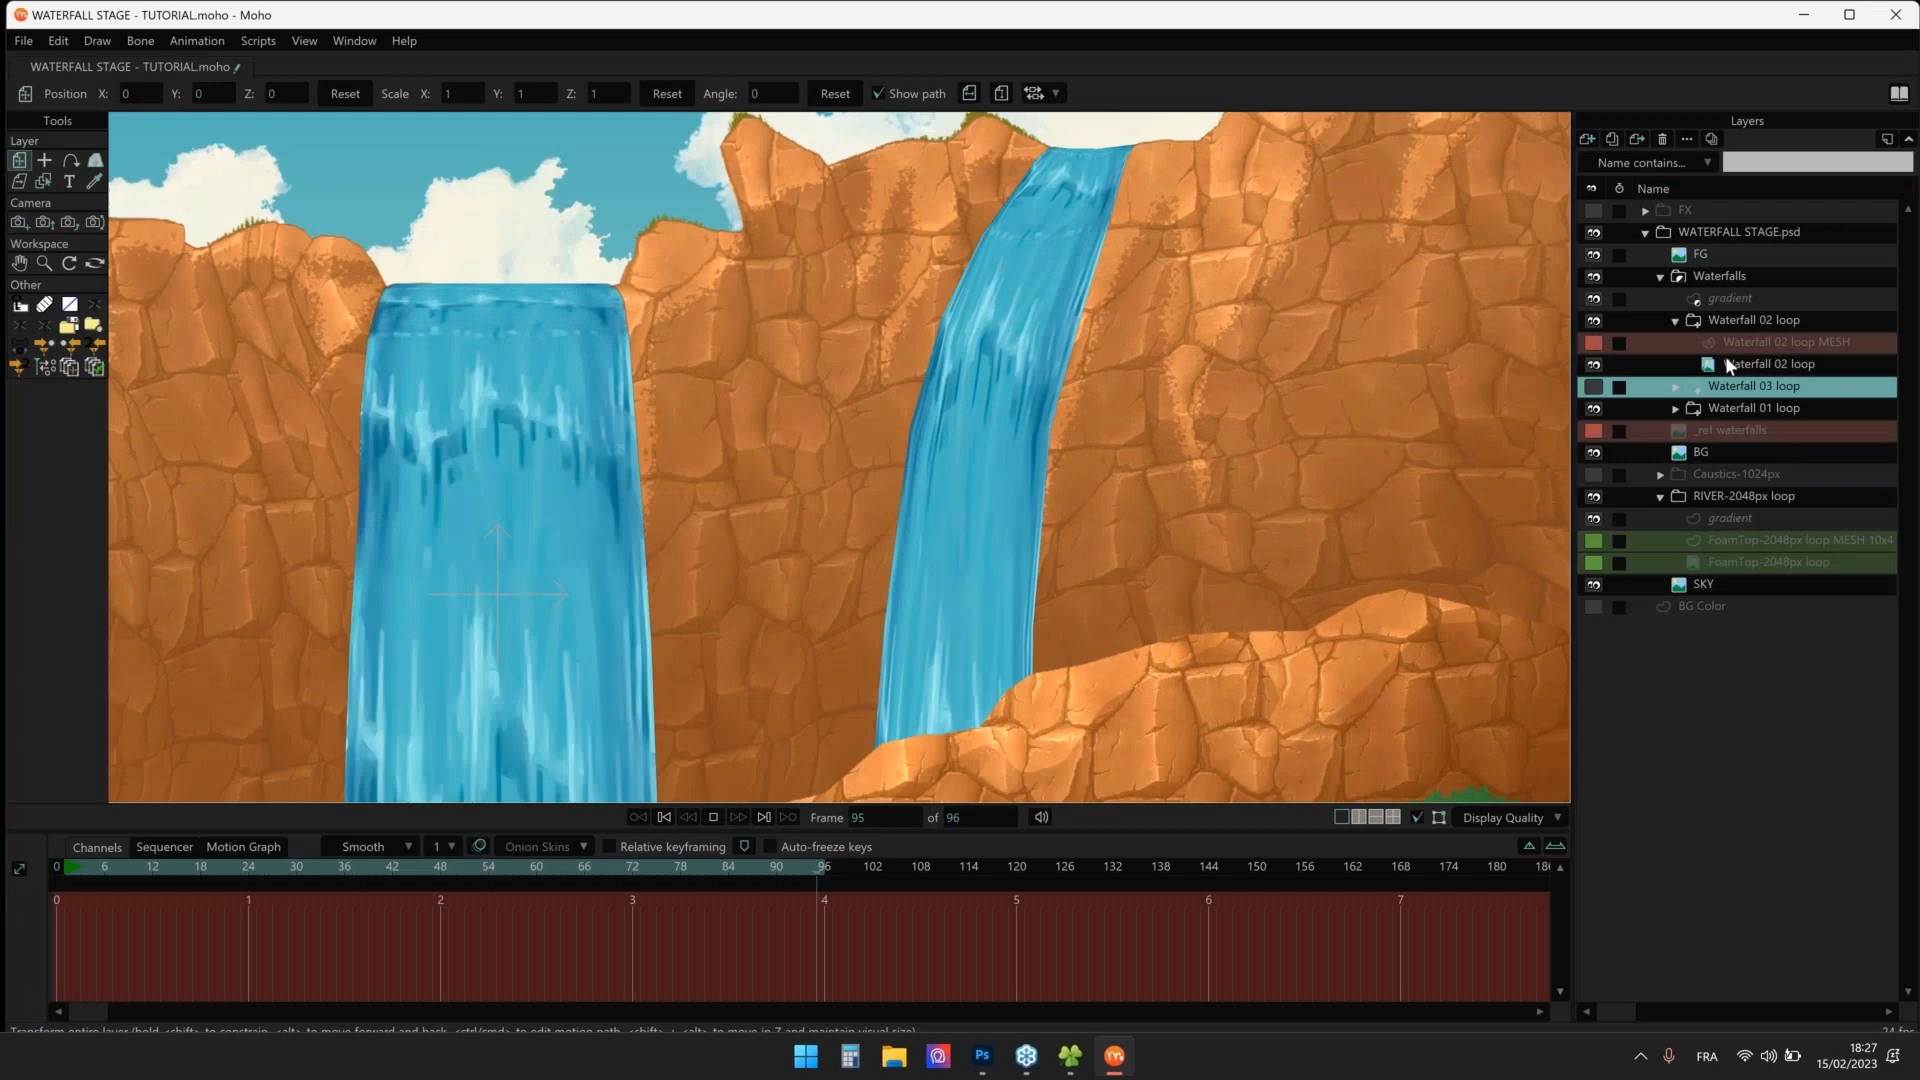 WATERFALL STAGE - TUTORIAL.moho - Moho
File Edit Draw Bone Animation Scripts View Window Help
WATERFALL STAGE - TUTORIAL.moho
Position X: 0 Y: 0 Z: 0 Reset Scale X: 1 Y: 1 Z: 1 Reset Angle: 0 Reset Show path
Tools
Layer
Camera
Workspace
Other
Layers
Name contains...
Name
FX
WATERFALL STAGE.psd
FG
Waterfalls
gradient
Waterfall 02 loop
Waterfall 02 loop MESH
Waterfall 02 loop
Waterfall 03 loop
Waterfall 01 loop
_ref waterfalls
BG
Caustics-1024px
RIVER-2048px loop
gradient
FoamTop-2048px loop MESH 10x4
FoamTop-2048px loop
SKY
BG Color
Frame 95 of 96 Display Quality
Channels Sequencer Motion Graph Smooth 1 Onion Skins Relative keyframing Auto-freeze keys
0 6 12 18 24 30 36 42 48 54 60 66 72 78 84 90 96 102 108 114 120 126 132 138 144 150 156 162 168 174 180
0 1 2 3 4 5 6 7
Transform entire layer (hold <shift> to constrain, <alt> to move forward and back, <ctrl/cmd> to edit motion path, <shift> + <alt> to move in Z and maintain visual size)
24 fps
Ps
FRA
18:27
15/02/2023